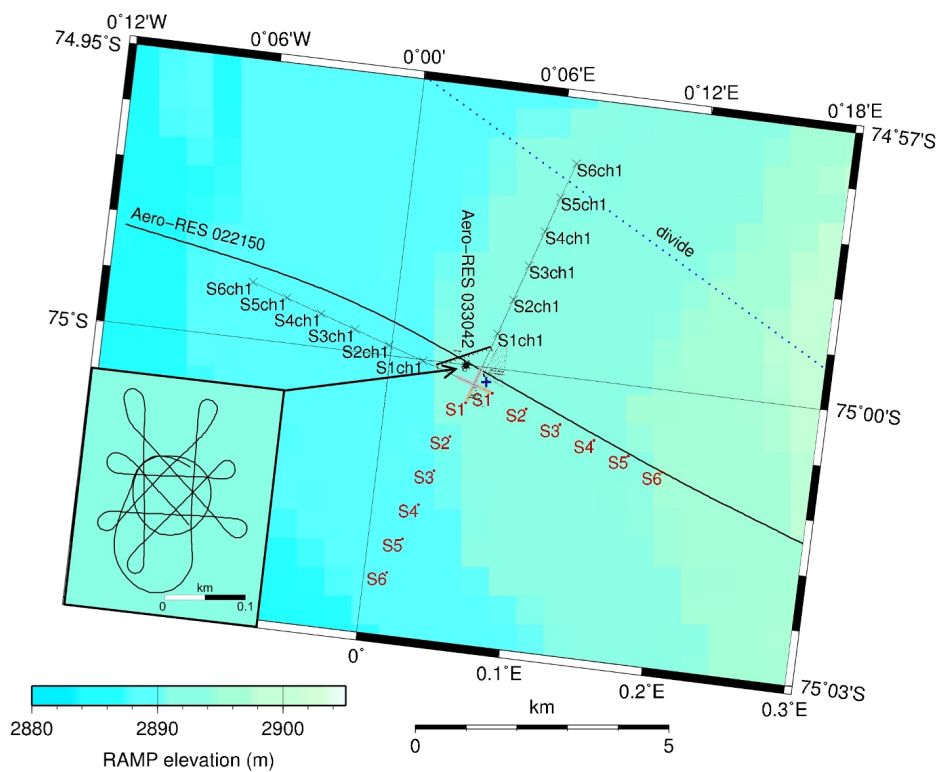 0˚12'W
74.95˚S
0˚06'W
0˚00'
0˚06'E
0˚12'E
0˚18'E
74˚57'S
S6ch1
S5ch1
divide
S4ch1
S3ch1
S2ch1
S1ch1
Aero−RES 022150
Aero−RES 033042
S6ch1
S5ch1
S4ch1
S3ch1
S2ch1
S1ch1
75˚S
75˚00'S
S1
S1
S2
S3
S4
S5
S6
S2
S3
S4
S5
S6
km
0
0.1
0˚
0.1˚E
0.2˚E
0.3˚E
75˚03'S
2880
2890
2900
RAMP elevation (m)
km
0
5